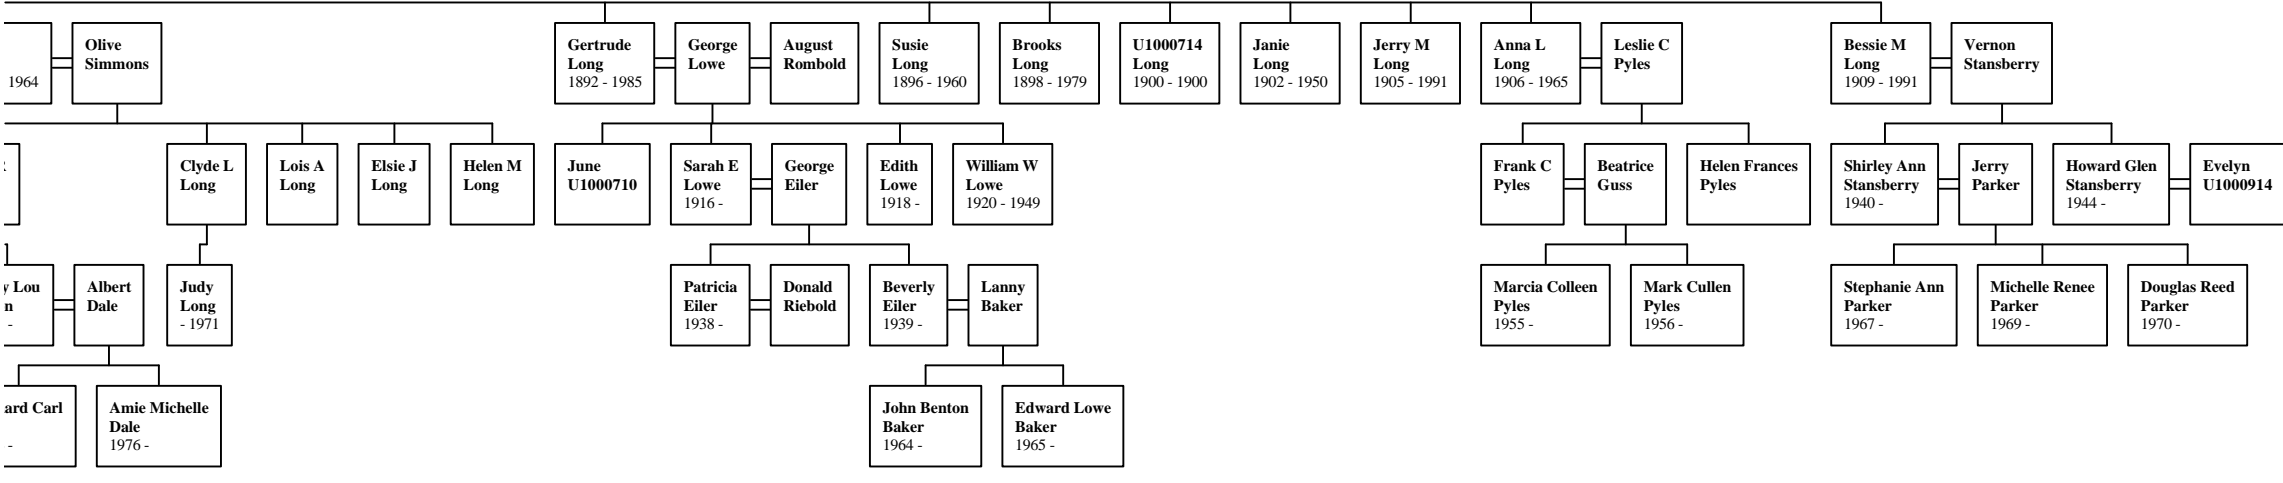 1964
Olive
Simmons
Gertrude
Long
1892 - 1985
George
Lowe
August
Rombold
Susie
Long
1896 - 1960
Brooks
Long
1898 - 1979
U1000714
Long
1900 - 1900
Janie
Long
1902 - 1950
Jerry M
Long
1905 - 1991
Anna L
Long
1906 - 1965
Leslie C
Pyles
Bessie M
Long
1909 - 1991
Vernon
Stansberry
Clyde L
Long
Lois A
Long
Elsie J
Long
Helen M
Long
June
U1000710
Sarah E
Lowe
1916 -
George
Eiler
Edith
Lowe
1918 -
William W
Lowe
1920 - 1949
Frank C
Pyles
Beatrice
Guss
Helen Frances
Pyles
Shirley Ann
Stansberry
1940 -
Jerry
Parker
Howard Glen
Stansberry
1944 -
Evelyn
U1000914
y Lou
n
-
Albert
Dale
Judy
Long
- 1971
Patricia
Eiler
1938 -
Donald
Riebold
Beverly
Eiler
1939 -
Lanny
Baker
Marcia Colleen
Pyles
1955 -
Mark Cullen
Pyles
1956 -
Stephanie Ann
Parker
1967 -
Michelle Renee
Parker
1969 -
Douglas Reed
Parker
1970 -
ard Carl
-
Amie Michelle
Dale
1976 -
John Benton
Baker
1964 -
Edward Lowe
Baker
1965 -